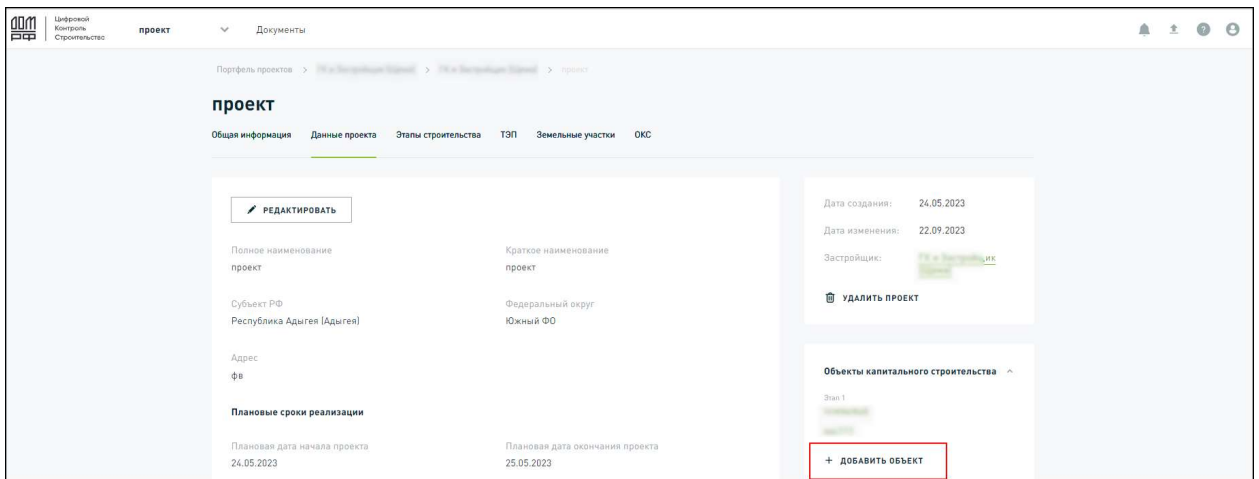 ДОМ
РФ
Цифровой
Контроль
Строительство
проект
Документы
?
Портфель проектов > > > проект
проект
Общая информация Данные проекта Этапы строительства ТЭП Земельные участки ОКС
РЕДАКТИРОВАТЬ
Полное наименование Краткое наименование
проект проект
Субъект РФ Федеральный округ
Республика Адыгея (Адыгея) Южный ФО
Адрес
фв
Плановые сроки реализации
Плановая дата начала проекта Плановая дата окончания проекта
24.05.2023 25.05.2023
Дата создания: 24.05.2023
Дата изменения: 22.09.2023
Застройщик:
УДАЛИТЬ ПРОЕКТ
Объекты капитального строительства
Этап 1
+ ДОБАВИТЬ ОБЪЕКТ